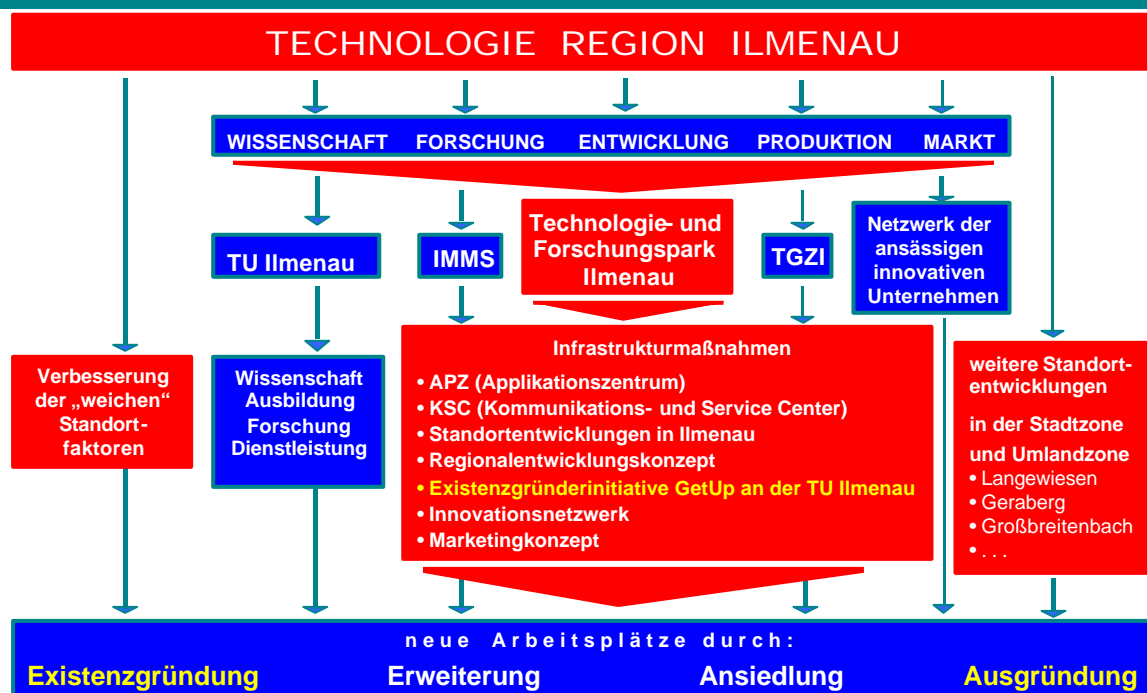 TECHNOLOGIE REGION ILMENAU
WISSENSCHAFT FORSCHUNG ENTWICKLUNG PRODUKTION MARKT
TU Ilmenau
IMMS
Technologie- und
Forschungspark
Ilmenau
TGZI
Netzwerk der
ansässigen
innovativen
Unternehmen
Verbesserung
der „weichen“
Standort-
faktoren
Wissenschaft
Ausbildung
Forschung
Dienstleistung
Infrastrukturmaßnahmen
• APZ (Applikationszentrum)
• KSC (Kommunikations- und Service Center)
• Standortentwicklungen in Ilmenau
• Regionalentwicklungskonzept
• Existenzgründerinitiative GetUp an der TU Ilmenau
• Innovationsnetzwerk
• Marketingkonzept
weitere Standort-
entwicklungen
in der Stadtzone
und Umlandzone
• Langewiesen
• Geraberg
• Großbreitenbach
• . . .
neue Arbeitsplätze durch:
Existenzgründung Erweiterung Ansiedlung Ausgründung